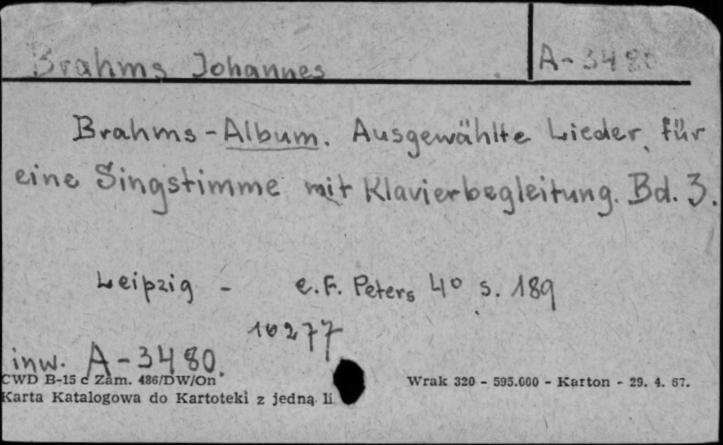 Brahms Johannes
A-3480
Brahms-Album. Ausgewählte Lieder für
eine Singstimme mit Klavierbegleitung. Bd. 3.
Leipzig - C.F. Peters 4° s. 189
10277
inw. A-3480.
CWD B-15 c Zam. 486/DW/On
Wrak 320 - 595.000 - Karton - 29. 4. 67.
Karta Katalogowa do Kartoteki z jedną li